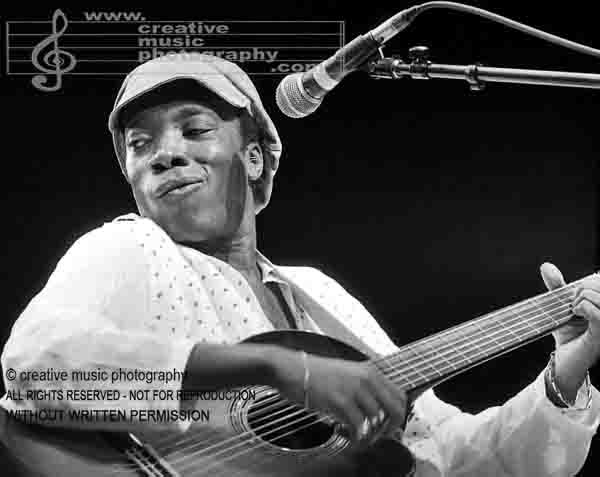 www.
creative
music
photography
.com
© creative music photography
ALL RIGHTS RESERVED - NOT FOR REPRODUCTION
WITHOUT WRITTEN PERMISSION